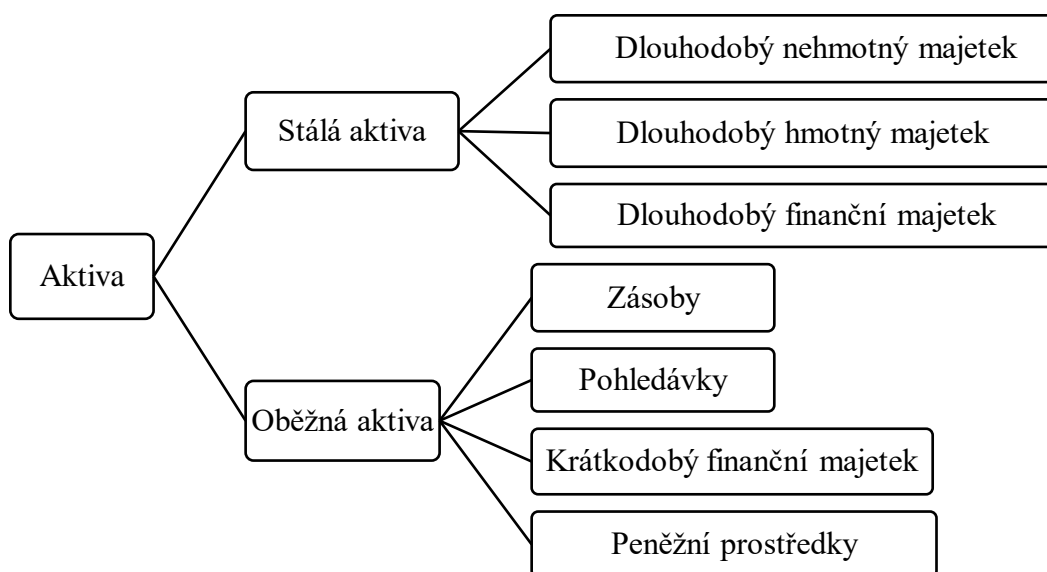 Aktiva
Stálá aktiva
Dlouhodobý nehmotný majetek
Dlouhodobý hmotný majetek
Dlouhodobý finanční majetek
Oběžná aktiva
Zásoby
Pohledávky
Krátkodobý finanční majetek
Peněžní prostředky